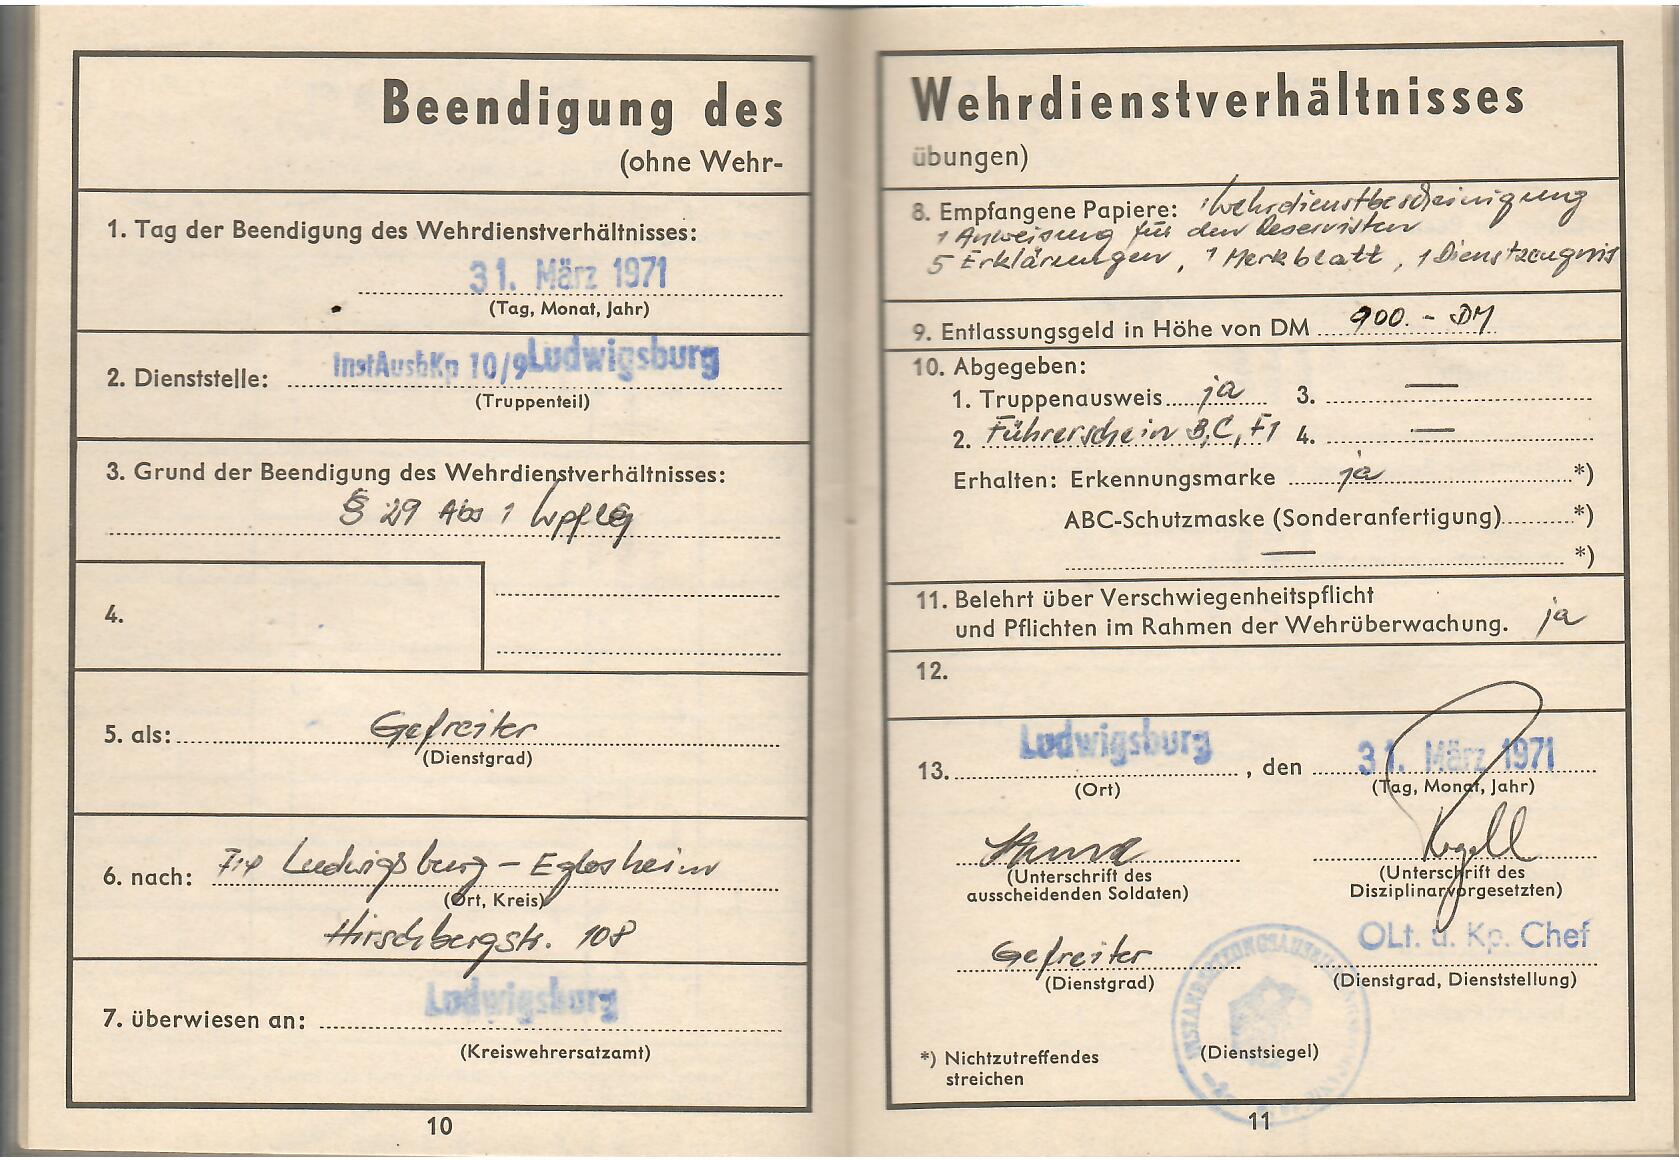 Beendigung des
(ohne Wehr-
1. Tag der Beendigung des Wehrdienstverhältnisses:
31. März 1971
(Tag, Monat, Jahr)
InstAusbKp 10/9 Ludwigsburg
2. Dienststelle:
(Truppenteil)
3. Grund der Beendigung des Wehrdienstverhältnisses:
§ 29 Abs 1 WpflG
4.
5. als: Gefreiter
(Dienstgrad)
6. nach: Ludwigsburg - Eglosheim
(Ort, Kreis)
Hirschbergstr. 108
Ludwigsburg
7. überwiesen an:
(Kreiswehrersatzamt)
10
Wehrdienstverhältnisses
übungen)
8. Empfangene Papiere: 1 Wehrdienstbescheinigung
1 Anweisung für den Reservisten
5 Erklärungen, 1 Merkblatt, 1 Dienstzeugnis
9. Entlassungsgeld in Höhe von DM 900.- DM
10. Abgegeben:
1. Truppenausweis ja 3. —
2. Führerschein B, C, F1 4. —
Erhalten: Erkennungsmarke ja *)
ABC-Schutzmaske (Sonderanfertigung) *)
— *)
11. Belehrt über Verschwiegenheitspflicht
und Pflichten im Rahmen der Wehrüberwachung. ja
12.
Ludwigsburg 31. März 1971
13. , den
(Ort) (Tag, Monat, Jahr)
(Unterschrift des (Unterschrift des
ausscheidenden Soldaten) Disziplinarvorgesetzten)
Gefreiter OLt. u. Kp. Chef
(Dienstgrad) (Dienstgrad, Dienststellung)
*) Nichtzutreffendes (Dienstsiegel)
streichen
11